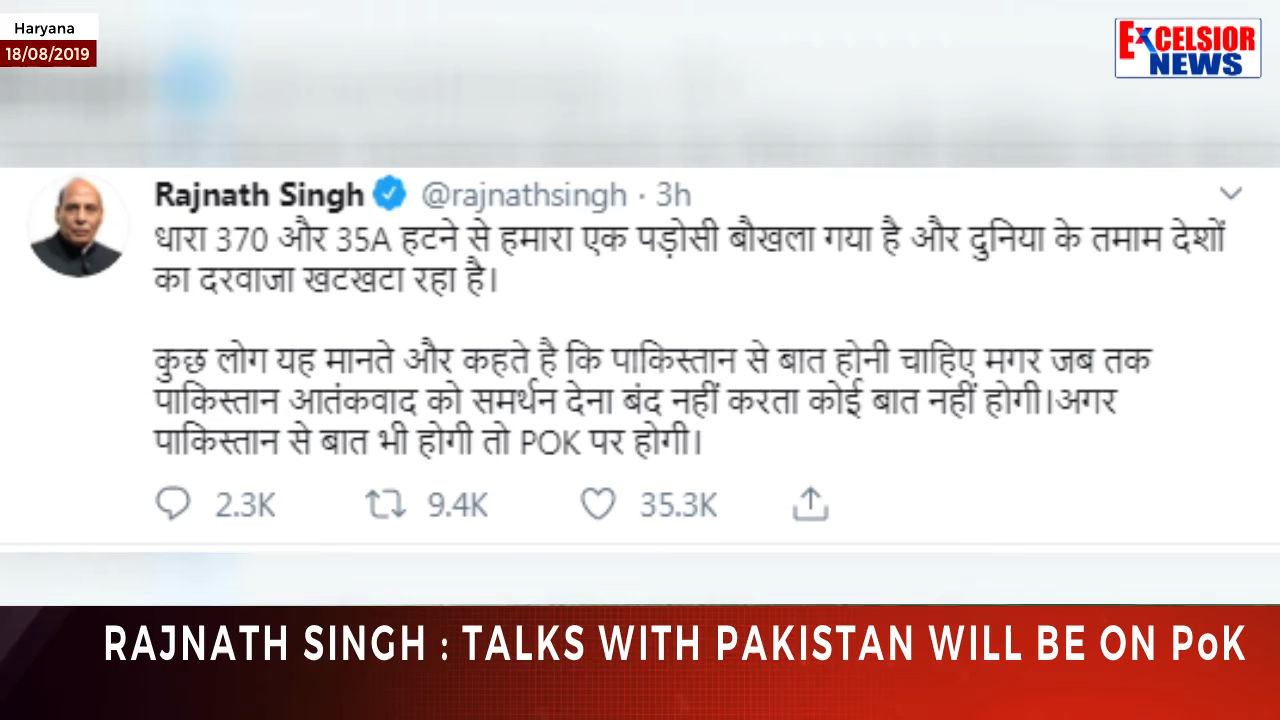 Haryana
18/08/2019
EXCELSIOR
NEWS
Rajnath Singh @rajnathsingh · 3h
धारा 370 और 35A हटने से हमारा एक पड़ोसी बौखला गया है और दुनिया के तमाम देशों
का दरवाजा खटखटा रहा है।
कुछ लोग यह मानते और कहते है कि पाकिस्तान से बात होनी चाहिए मगर जब तक
पाकिस्तान आतंकवाद को समर्थन देना बंद नहीं करता कोई बात नहीं होगी।अगर
पाकिस्तान से बात भी होगी तो POK पर होगी।
2.3K 9.4K 35.3K
RAJNATH SINGH : TALKS WITH PAKISTAN WILL BE ON PoK